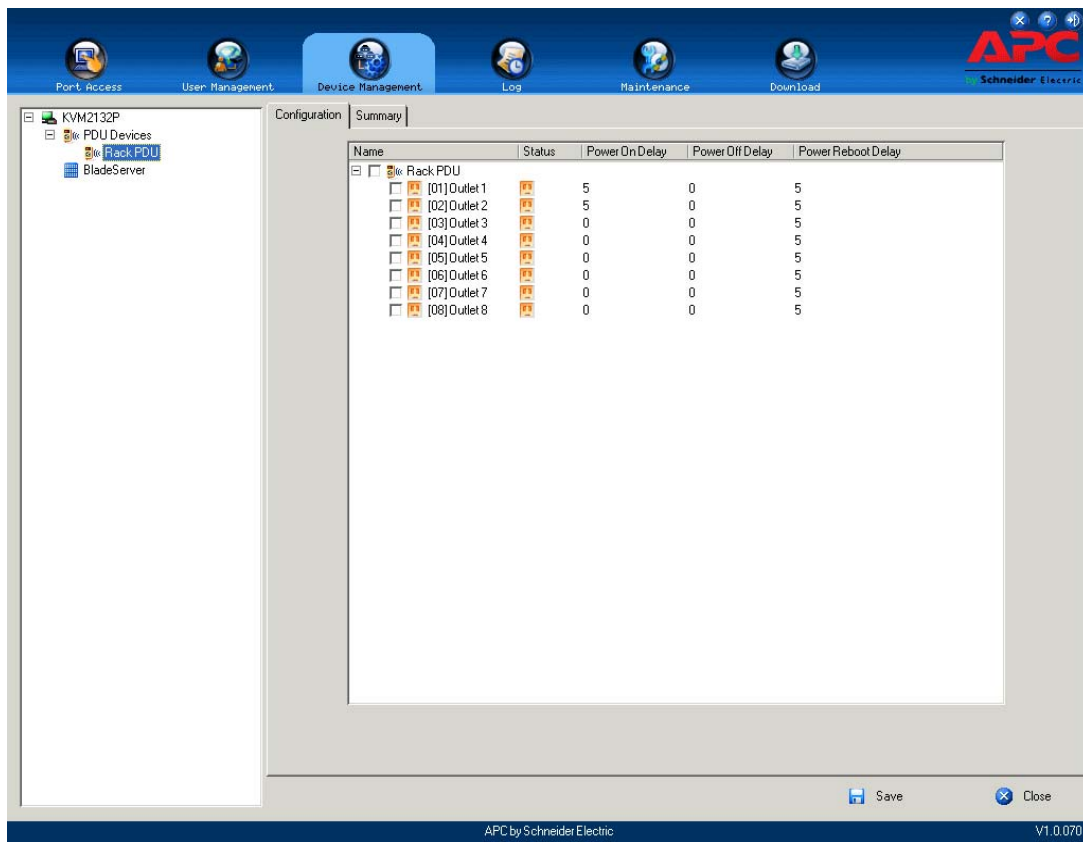 APC
by Schneider Electric
Port Access User Management Device Management Log Maintenance Download
KVM2132P
PDU Devices
Rack PDU
BladeServer
Configuration Summary
Name Status Power On Delay Power Off Delay Power Reboot Delay
Rack PDU
[01] Outlet 1 5 0 5
[02] Outlet 2 5 0 5
[03] Outlet 3 0 0 5
[04] Outlet 4 0 0 5
[05] Outlet 5 0 0 5
[06] Outlet 6 0 0 5
[07] Outlet 7 0 0 5
[08] Outlet 8 0 0 5
Save Close
APC by Schneider Electric V1.0.070